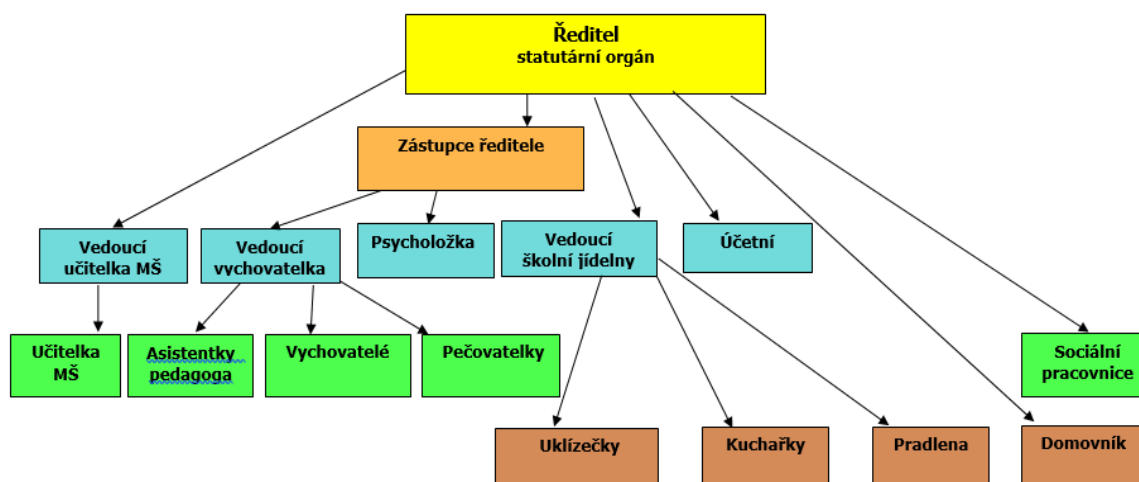 Ředitel
statutární orgán
Zástupce ředitele
Vedoucí
učitelka MŠ
Vedoucí
vychovatelka
Psycholožka
Vedoucí
školní jídelny
Účetní
Učitelka
MŠ
Asistentky
pedagoga
Vychovatelé
Pečovatelky
Sociální
pracovnice
Uklízečky
Kuchařky
Pradlena
Domovník